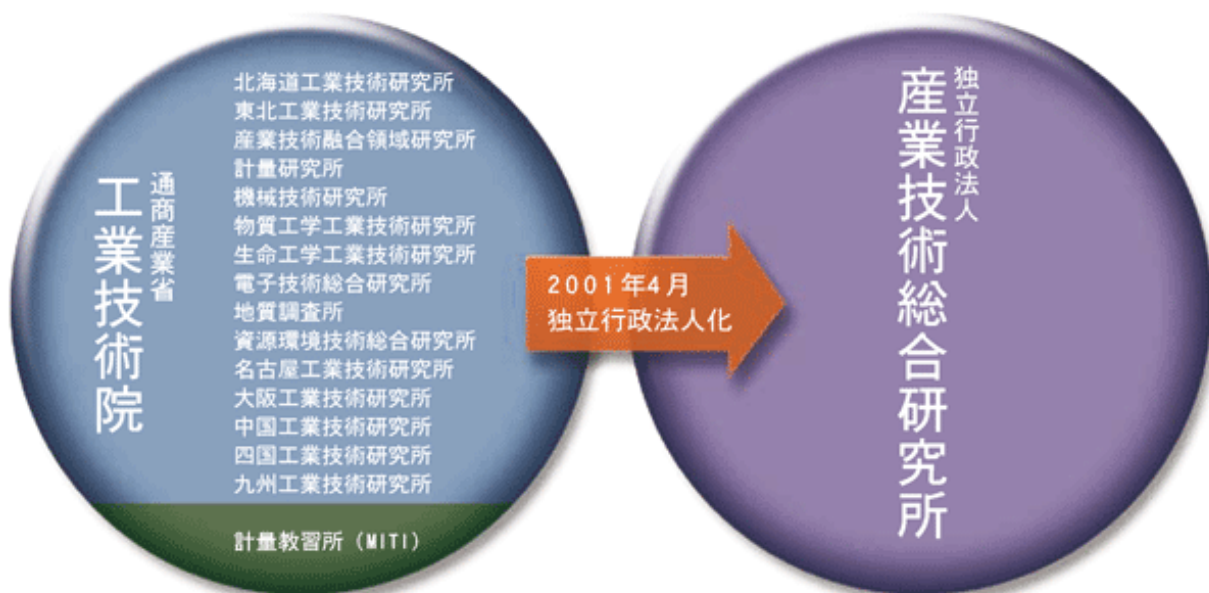 通商産業省
工業技術院
北海道工業技術研究所
東北工業技術研究所
産業技術融合領域研究所
計量研究所
機械技術研究所
物質工学工業技術研究所
生命工学工業技術研究所
電子技術総合研究所
地質調査所
資源環境技術総合研究所
名古屋工業技術研究所
大阪工業技術研究所
中国工業技術研究所
四国工業技術研究所
九州工業技術研究所
計量教習所(MITI)
2001年4月
独立行政法人化
独立行政法人
産業技術総合研究所